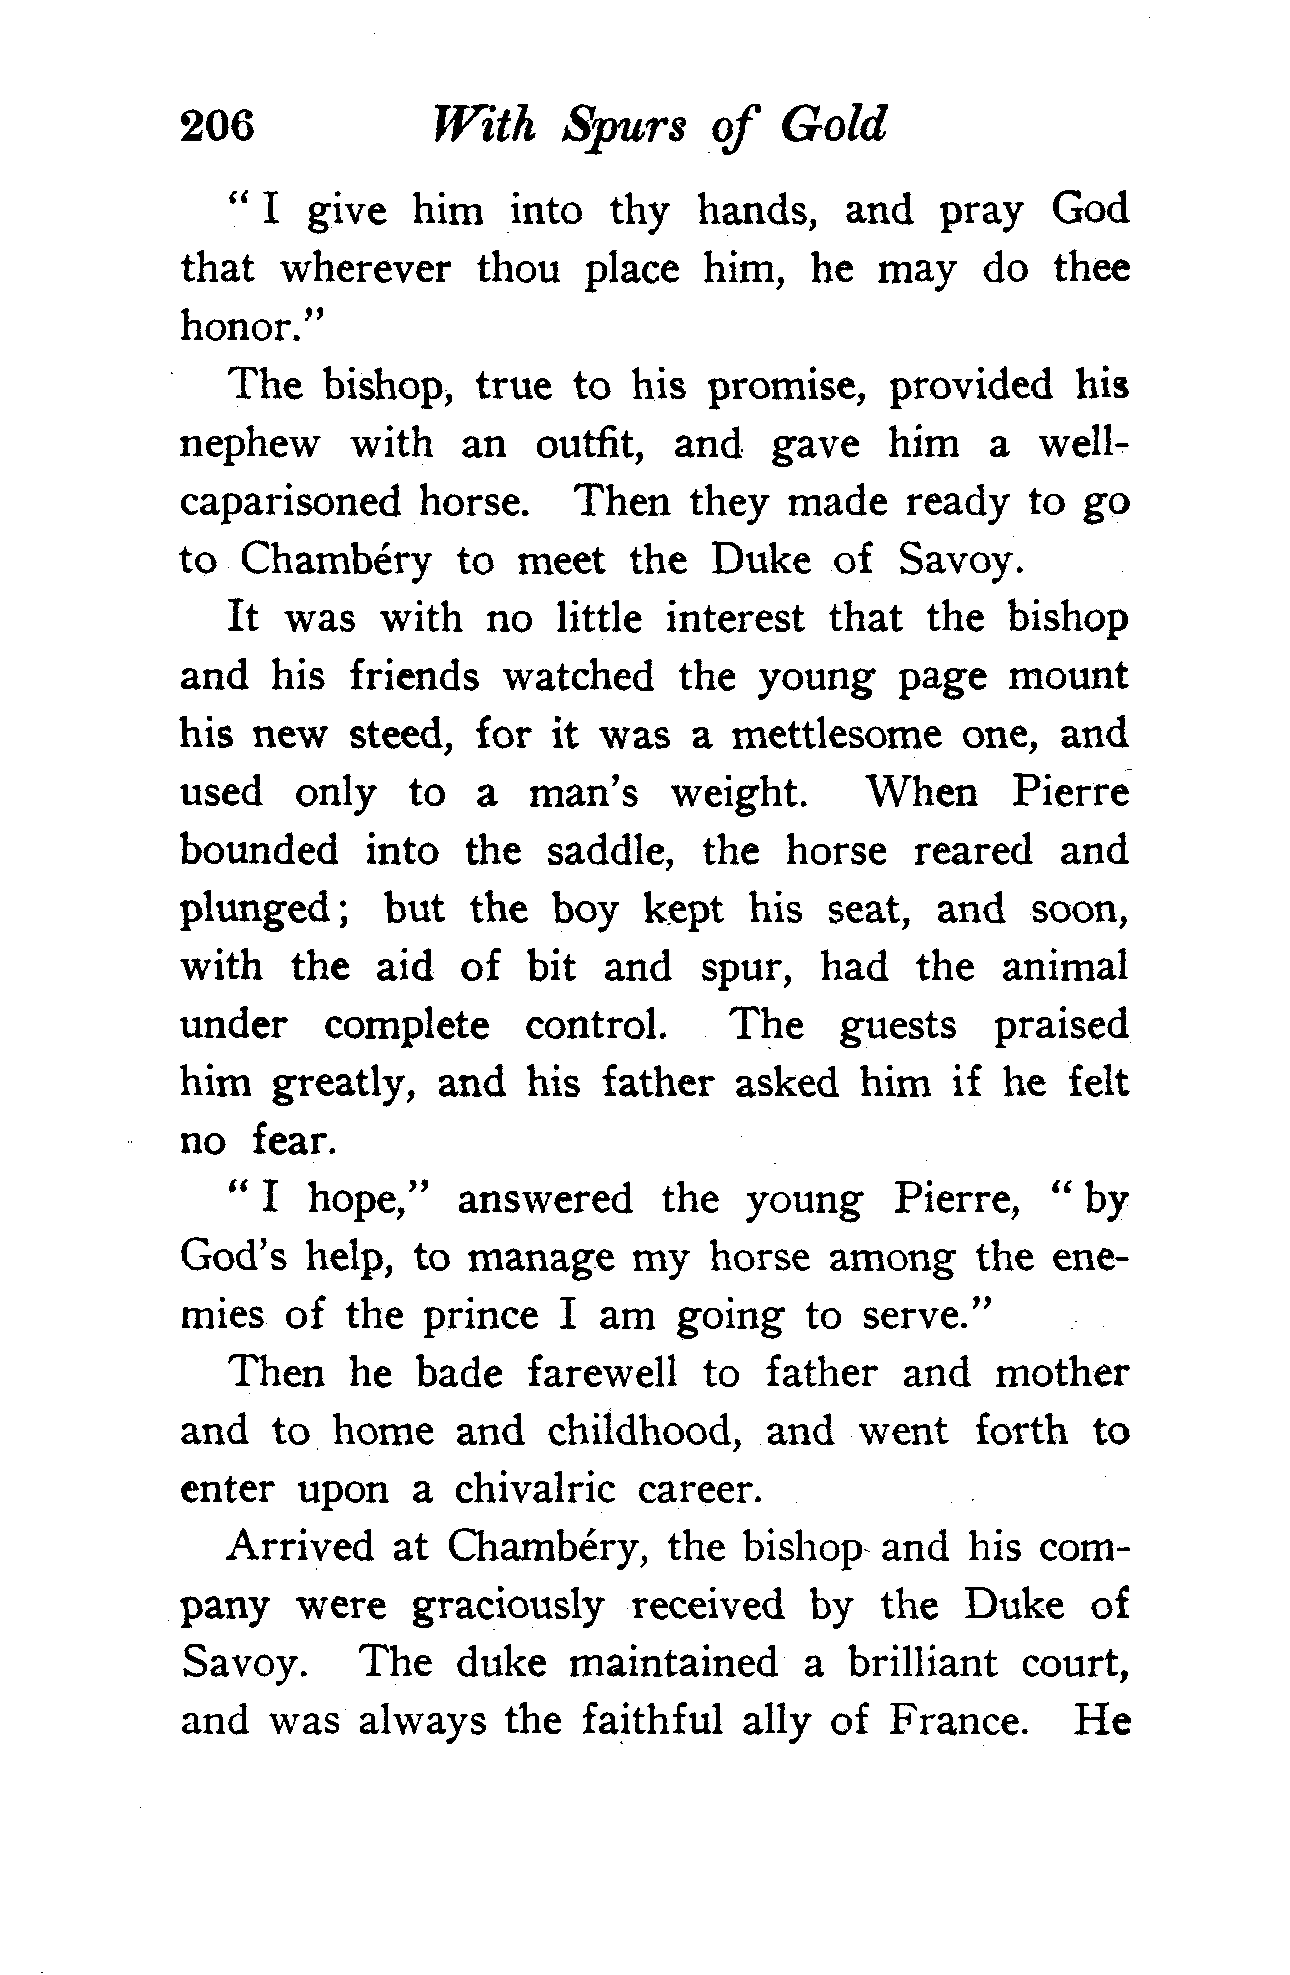 206 With Spurs of Gold
" I give him into thy hands, and pray God
that wherever thou place him, he may do thee
honor."
The bishop, true to his promise, provided his
nephew with an outfit, and gave him a well-
caparisoned horse. Then they made ready to go
to Chambéry to meet the Duke of Savoy.
It was with no little interest that the bishop
and his friends watched the young page mount
his new steed, for it was a mettlesome one, and
used only to a man's weight. When Pierre
bounded into the saddle, the horse reared and
plunged; but the boy kept his seat, and soon,
with the aid of bit and spur, had the animal
under complete control. The guests praised
him greatly, and his father asked him if he felt
no fear.
" I hope," answered the young Pierre, " by
God's help, to manage my horse among the ene-
mies of the prince I am going to serve."
Then he bade farewell to father and mother
and to home and childhood, and went forth to
enter upon a chivalric career.
Arrived at Chambéry, the bishop and his com-
pany were graciously received by the Duke of
Savoy. The duke maintained a brilliant court,
and was always the faithful ally of France. He